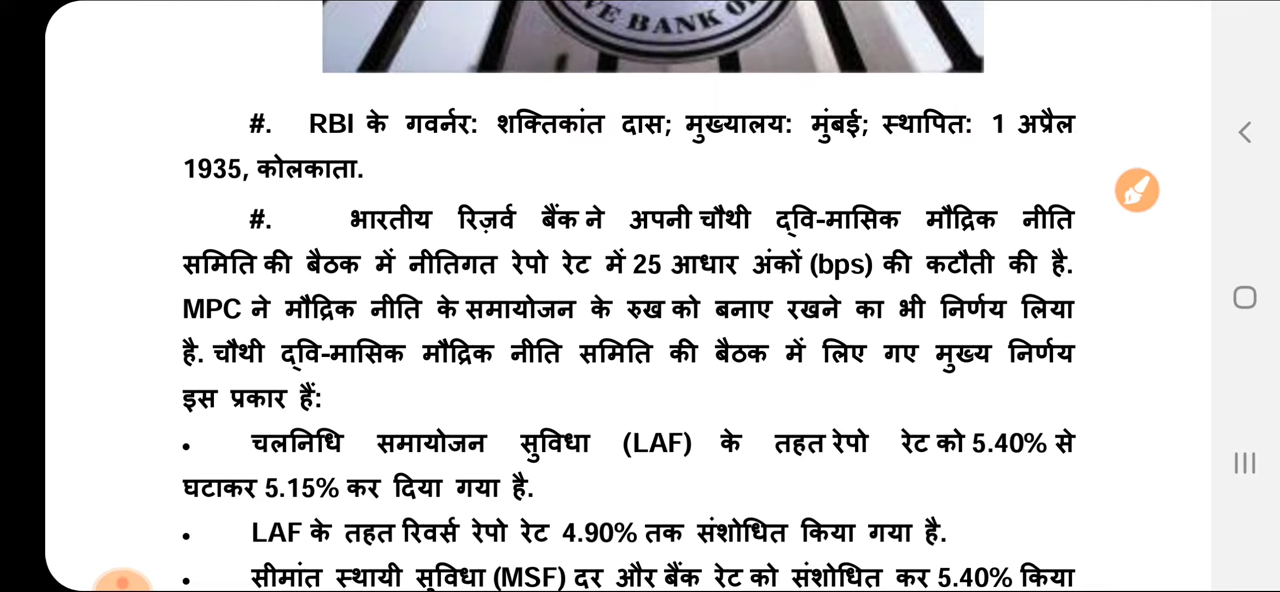 VE BANK O
#. RBI के गवर्नर: शक्तिकांत दास; मुख्यालय: मुंबई; स्थापित: 1 अप्रैल
1935, कोलकाता.
#. भारतीय रिज़र्व बैंक ने अपनी चौथी द्वि-मासिक मौद्रिक नीति
समिति की बैठक में नीतिगत रेपो रेट में 25 आधार अंकों (bps) की कटौती की है.
MPC ने मौद्रिक नीति के समायोजन के रुख को बनाए रखने का भी निर्णय लिया
है. चौथी द्वि-मासिक मौद्रिक नीति समिति की बैठक में लिए गए मुख्य निर्णय
इस प्रकार हैं:
• चलनिधि समायोजन सुविधा (LAF) के तहत रेपो रेट को 5.40% से
घटाकर 5.15% कर दिया गया है.
• LAF के तहत रिवर्स रेपो रेट 4.90% तक संशोधित किया गया है.
• सीमांत स्थायी सुविधा (MSF) दर और बैंक रेट को संशोधित कर 5.40% किया